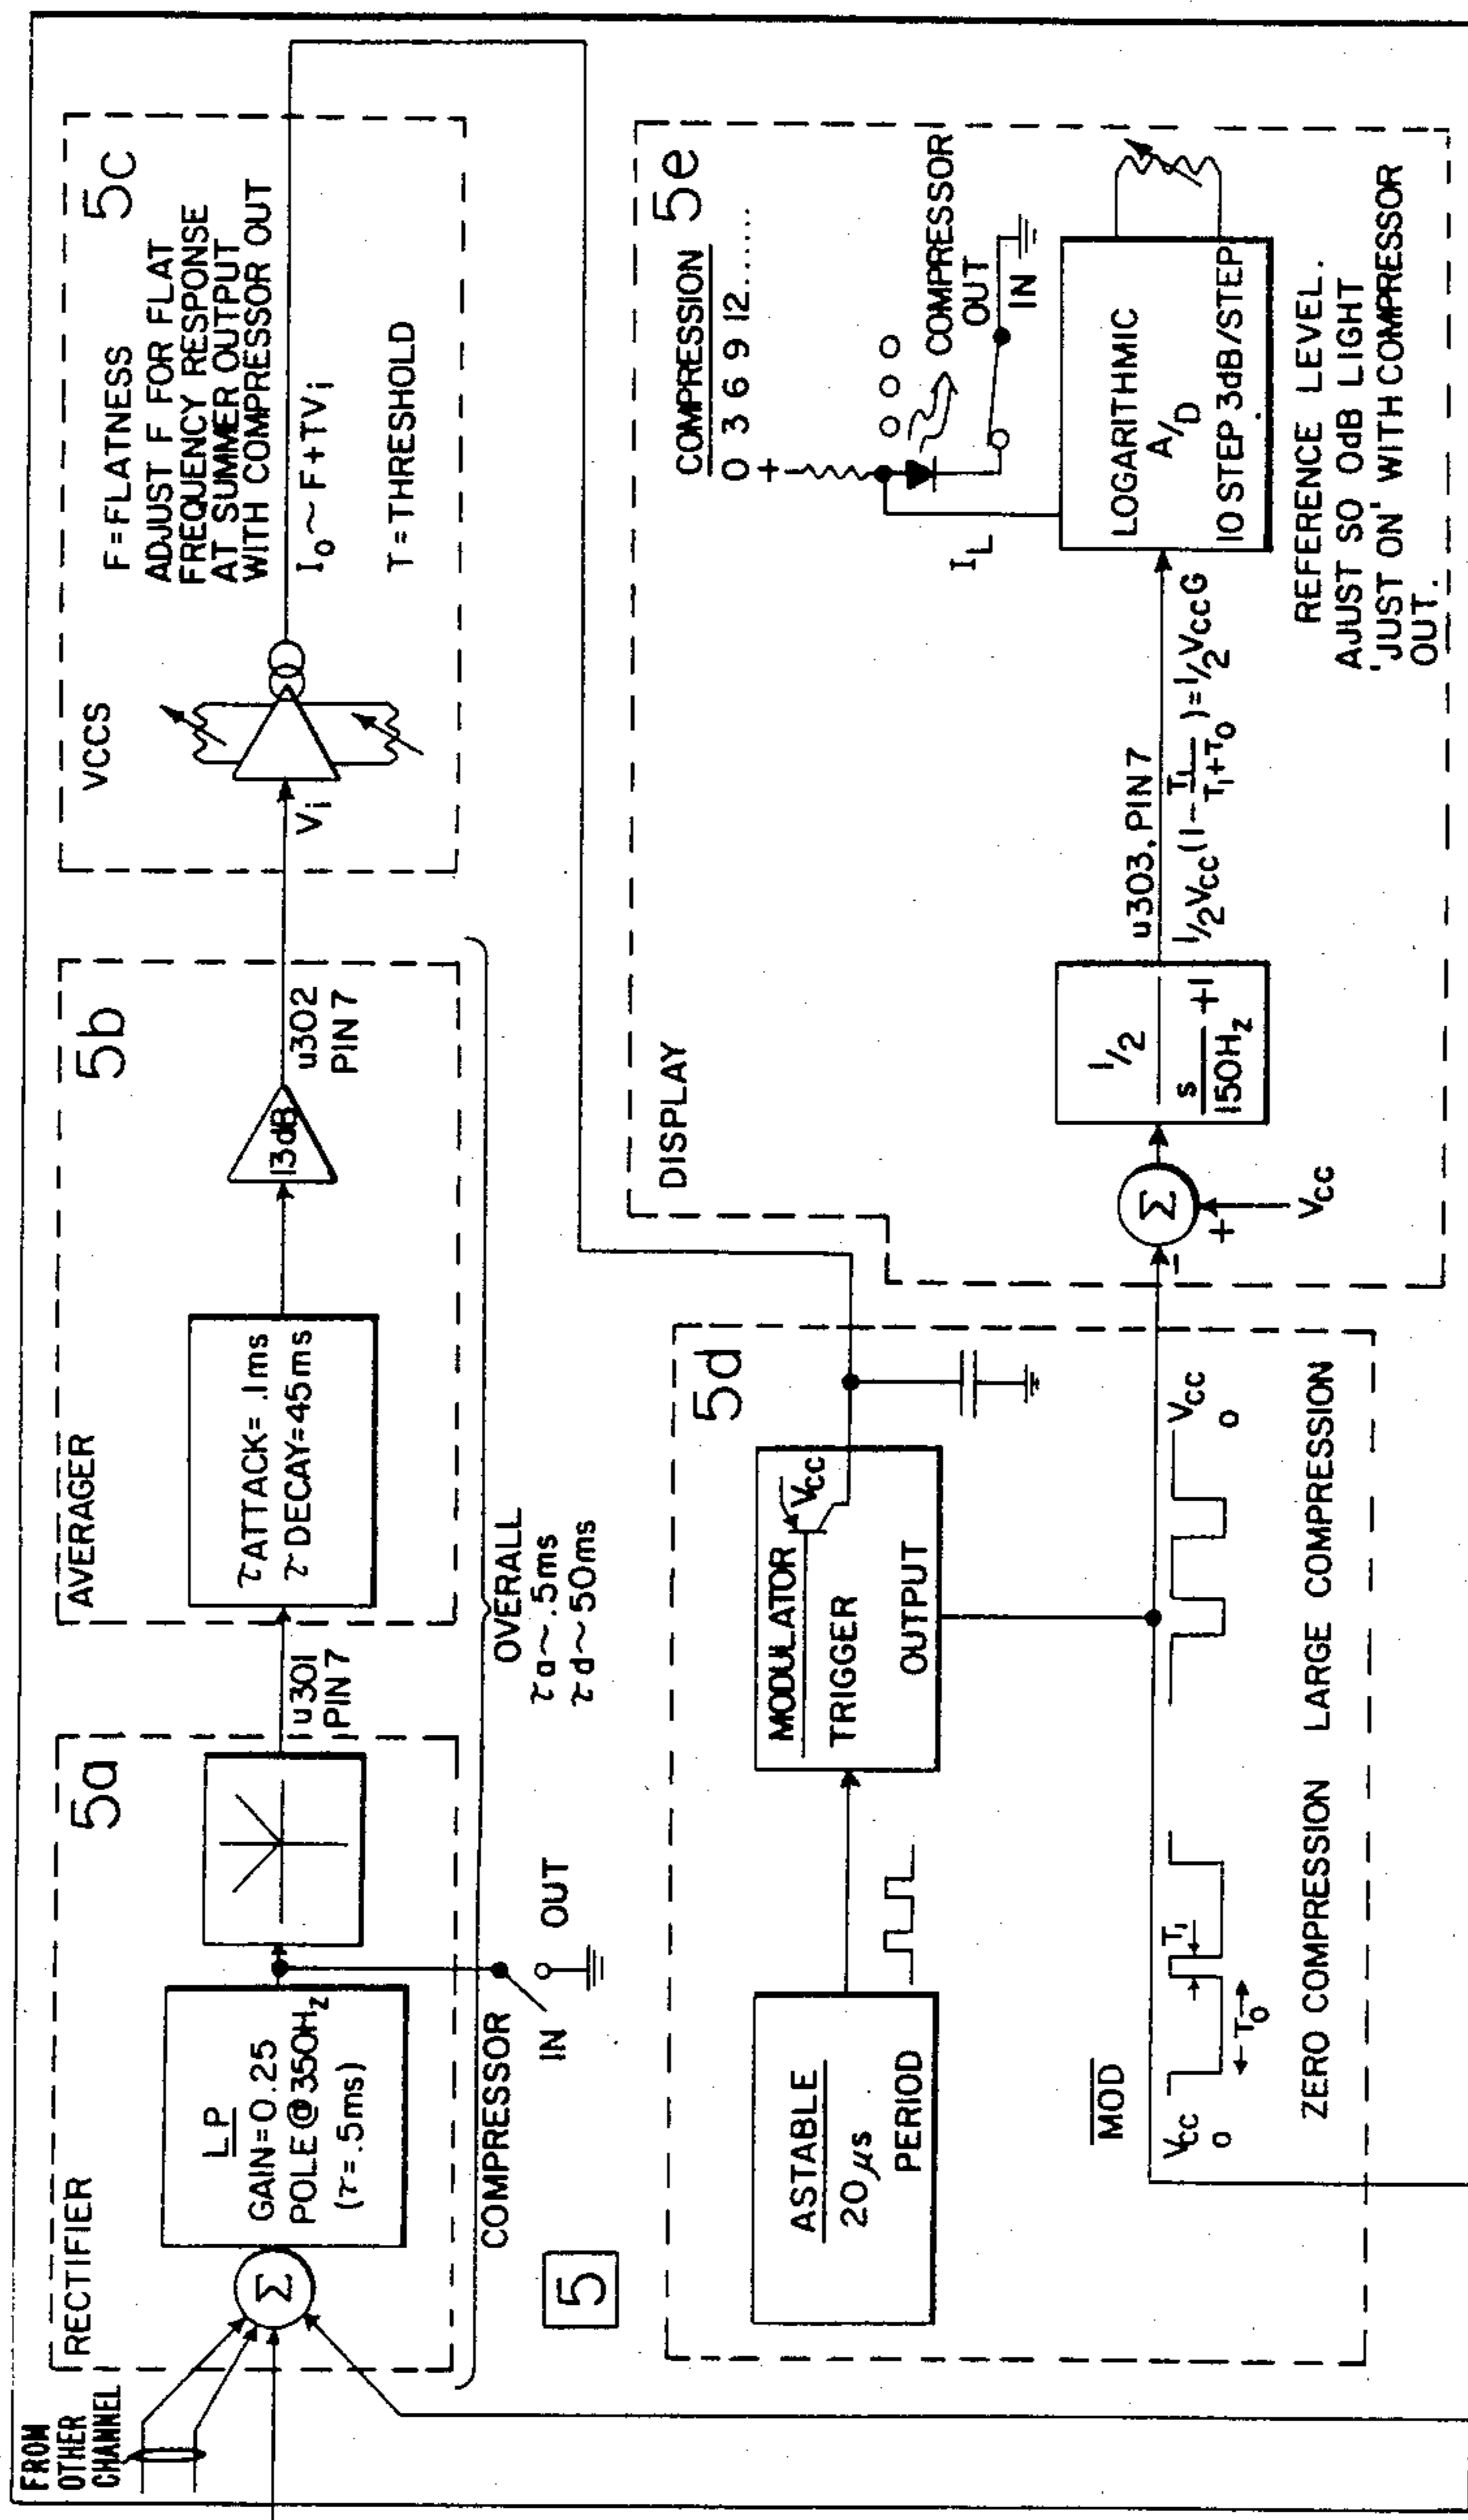 FROM
OTHER
CHANNEL
RECTIFIER
5a
Σ
LP
GAIN=0.25
POLE@350Hz
(τ=.5ms)
u301
PIN 7
COMPRESSOR
IN
OUT
5
AVERAGER
5b
τ ATTACK=.1ms
τ DECAY=45ms
13dB
u302
PIN 7
OVERALL
τa~.5ms
τd~50ms
VCCS
5c
Vi
F=FLATNESS
ADJUST F FOR FLAT
FREQUENCY RESPONSE
AT SUMMER OUTPUT
WITH COMPRESSOR OUT
Io~F+TVi
T=THRESHOLD
5d
ASTABLE
20μs
PERIOD
MODULATOR
VCC
TRIGGER
OUTPUT
MOD
VCC
0
To
T1
VCC
0
ZERO COMPRESSION LARGE COMPRESSION
DISPLAY
5e
-
Σ
+
VCC
1/2
s
150Hz +1
u303, PIN 7
1/2VCC(1-T1/T1+To)=1/2VCCG
COMPRESSION
0 3 6 9 12......
+
IL
COMPRESSOR
OUT
IN
LOGARITHMIC
A/D
10 STEP 3dB/STEP
REFERENCE LEVEL.
AJUST SO 0dB LIGHT
'JUST ON' WITH COMPRESSOR
OUT.